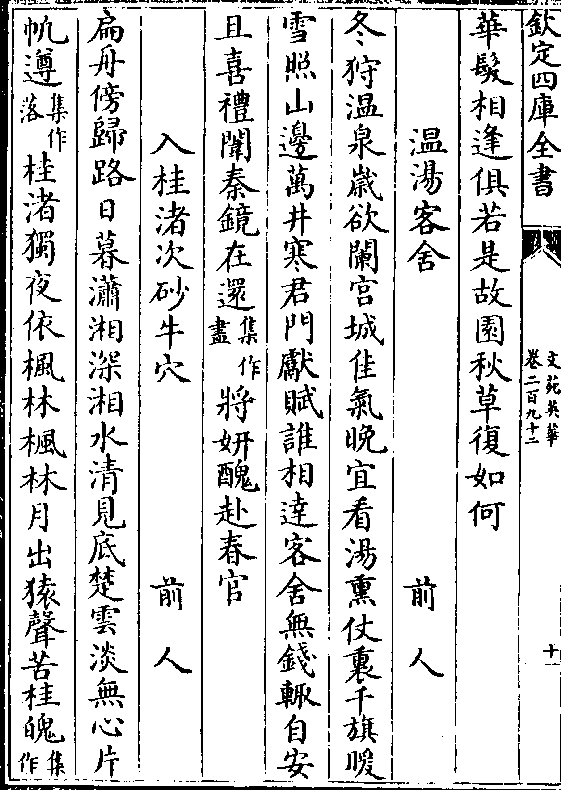 欽定四庫全書
文苑英華
卷二百九十二
十一
華髮相逢俱若是故園秋草復如何
温湯客舍 前人
冬狩温泉嵗欲闌宫城佳氣晚宜看湯熏仗裏千旗暖
雪照山邊萬井寒君門獻賦誰相達客舍無錢輙自安
且喜禮闈秦鏡在還集作盡將妍醜赴春官
入桂渚次砂牛穴 前人
扁舟傍歸路日暮瀟湘深湘水清見底楚雲淡無心片
帆遵集作落桂渚獨夜依楓林楓林月出猿聲苦桂魄集作